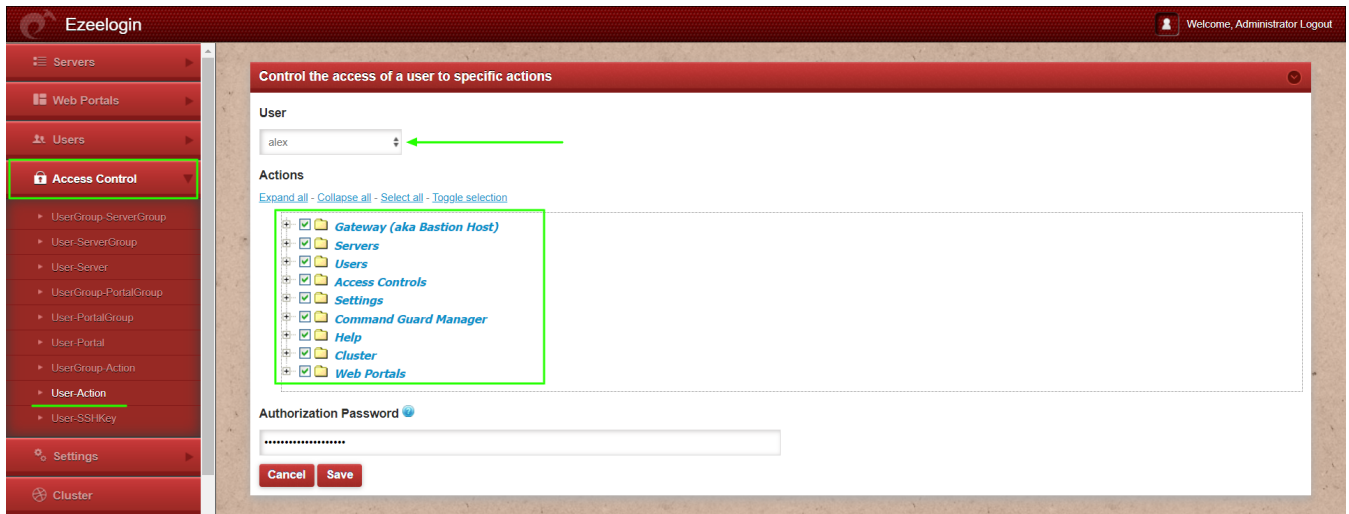 Ezeelogin
Welcome, Administrator Logout
Servers
Web Portals
Users
Access Control
UserGroup-ServerGroup
User-ServerGroup
User-Server
UserGroup-PortalGroup
User-PortalGroup
User-Portal
UserGroup-Action
User-Action
User-SSHKey
Settings
Cluster
Control the access of a user to specific actions
User
alex
Actions
Expand all - Collapse all - Select all - Toggle selection
Gateway (aka Bastion Host)
Servers
Users
Access Controls
Settings
Command Guard Manager
Help
Cluster
Web Portals
Authorization Password
Cancel Save